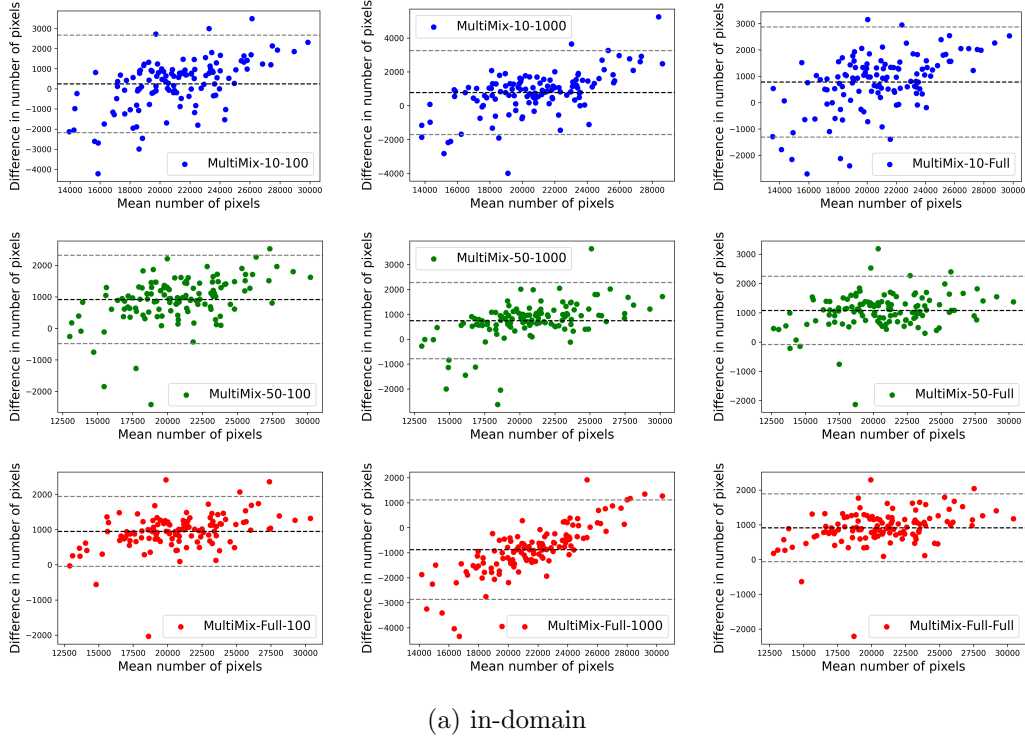 Difference in number of pixels
3000
2000
1000
0
−1000
−2000
−3000
−4000
MultiMix-10-100
14000 16000 18000 20000 22000 24000 26000 28000 30000
Mean number of pixels
Difference in number of pixels
4000
2000
0
−2000
−4000
MultiMix-10-1000
14000 16000 18000 20000 22000 24000 26000 28000
Mean number of pixels
Difference in number of pixels
3000
2000
1000
0
−1000
−2000
MultiMix-10-Full
14000 16000 18000 20000 22000 24000 26000 28000 30000
Mean number of pixels
Difference in number of pixels
2000
1000
0
−1000
−2000
MultiMix-50-100
12500 15000 17500 20000 22500 25000 27500 30000
Mean number of pixels
Difference in number of pixels
3000
2000
1000
0
−1000
−2000
MultiMix-50-1000
12500 15000 17500 20000 22500 25000 27500 30000
Mean number of pixels
Difference in number of pixels
3000
2000
1000
0
−1000
−2000
MultiMix-50-Full
12500 15000 17500 20000 22500 25000 27500 30000
Mean number of pixels
Difference in number of pixels
2000
1000
0
−1000
−2000
MultiMix-Full-100
12500 15000 17500 20000 22500 25000 27500 30000
Mean number of pixels
Difference in number of pixels
2000
1000
0
−1000
−2000
−3000
−4000
MultiMix-Full-1000
14000 16000 18000 20000 22000 24000 26000 28000 30000
Mean number of pixels
Difference in number of pixels
2000
1000
0
−1000
−2000
MultiMix-Full-Full
12500 15000 17500 20000 22500 25000 27500 30000
Mean number of pixels
(a) in-domain